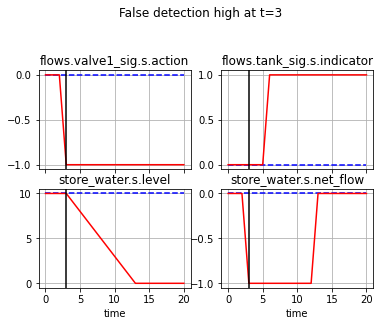 False detection high at t=3
flows.valve1_sig.s.action
flows.tank_sig.s.indicator
0.0
−0.5
−1.0
1.0
0.5
0.0
store_water.s.level
store_water.s.net_flow
10
5
0
0.0
−0.5
−1.0
0 5 10 15 20
0 5 10 15 20
time
time